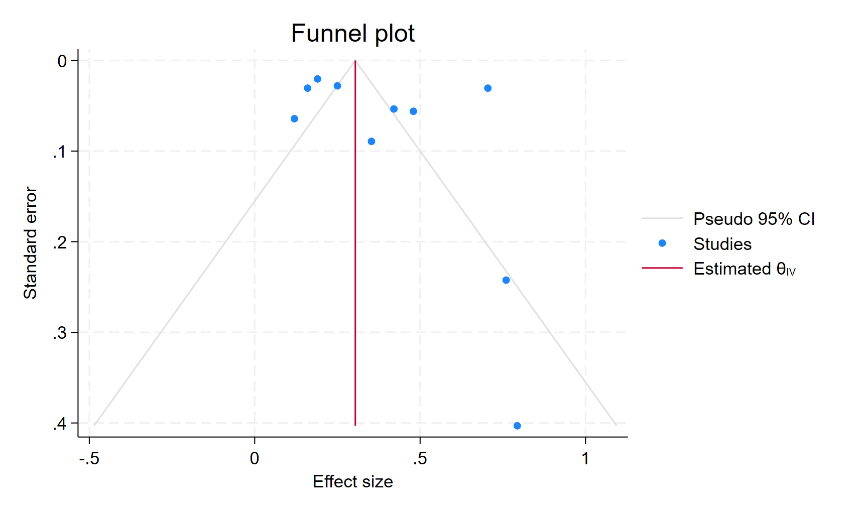 Funnel plot
0
.1
.2
.3
.4
Standard error
-.5
0
.5
1
Effect size
Pseudo 95% CI
Studies
Estimated θIV